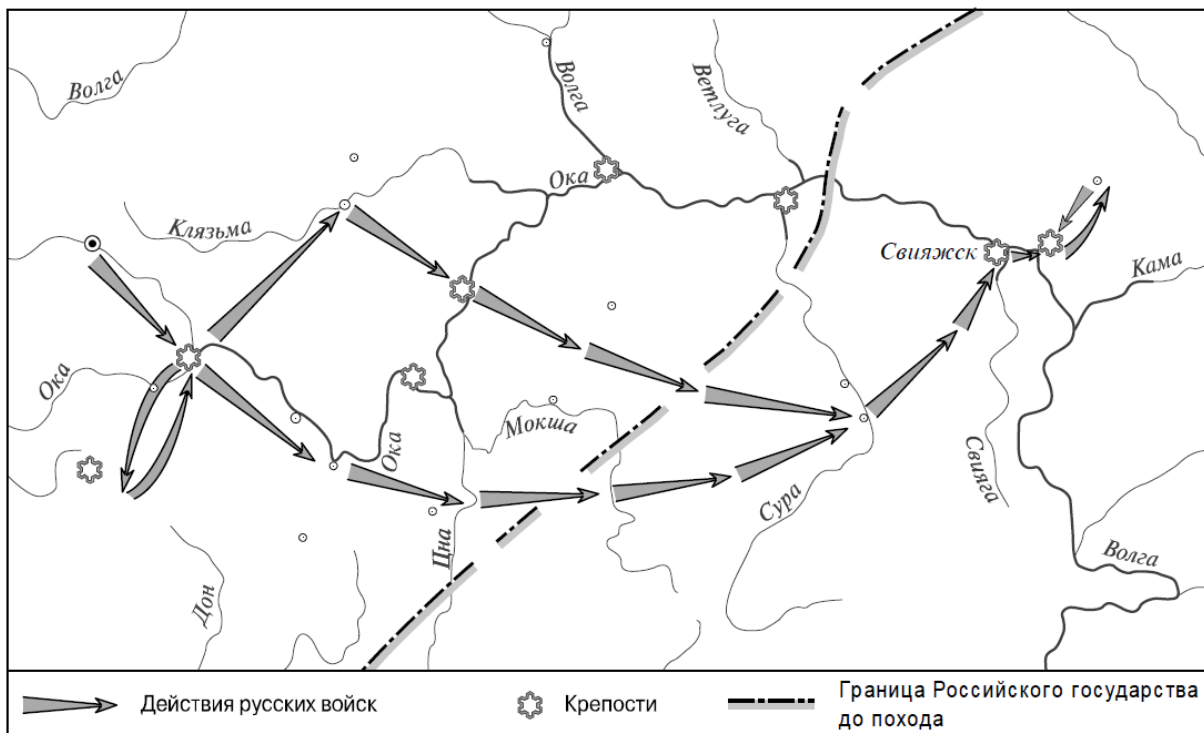 Волга
Волга
Ветлуга
Ока
Клязьма
Свияжск
Кама
Ока
Мокша
Ока
Свияга
Сура
Цна
Волга
Дон
Действия русских войск
Крепости
Граница Российского государства
до похода